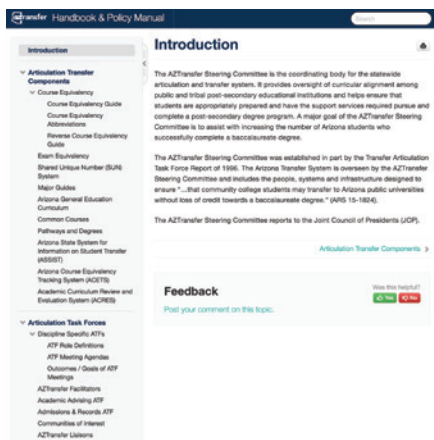 aztransfer Handbook & Policy Manual
Search
Introduction
Articulation Transfer
Components
Course Equivalency
Course Equivalency Guide
Course Equivalency
Abbreviations
Reverse Course Equivalency
Guide
Exam Equivalency
Shared Unique Number (SUN)
System
Major Guides
Arizona General Education
Curriculum
Common Courses
Pathways and Degrees
Arizona State System for
Information on Student Transfer
(ASSIST)
Arizona Course Equivalency
Tracking System (ACETS)
Academic Curriculum Review and
Evaluation System (ACRES)
Articulation Task Forces
Discipline Specific ATFs
ATF Role Definitions
ATF Meeting Agendas
Outcomes / Goals of ATF
Meetings
AZTransfer Facilitators
Academic Advising ATF
Admissions & Records ATF
Communities of Interest
AZTransfer Liaisons
Introduction
The AZTransfer Steering Committee is the coordinating body for the statewide
articulation and transfer system. It provides oversight of curricular alignment among
public and tribal post-secondary educational institutions and helps ensure that
students are appropriately prepared and have the support services required pursue and
complete a post-secondary degree program. A major goal of the AZTransfer Steering
Committee is to assist with increasing the number of Arizona students who
successfully complete a baccalaureate degree.
The AZTransfer Steering Committee was established in part by the Transfer Articulation
Task Force Report of 1996. The Arizona Transfer System is overseen by the AZTransfer
Steering Committee and includes the people, systems and infrastructure designed to
ensure "...that community college students may transfer to Arizona public universities
without loss of credit towards a baccalaureate degree." (ARS 15-1824).
The AZTransfer Steering Committee reports to the Joint Council of Presidents (JCP).
Articulation Transfer Components >
Feedback
Post your comment on this topic.
Was this helpful?
Yes No